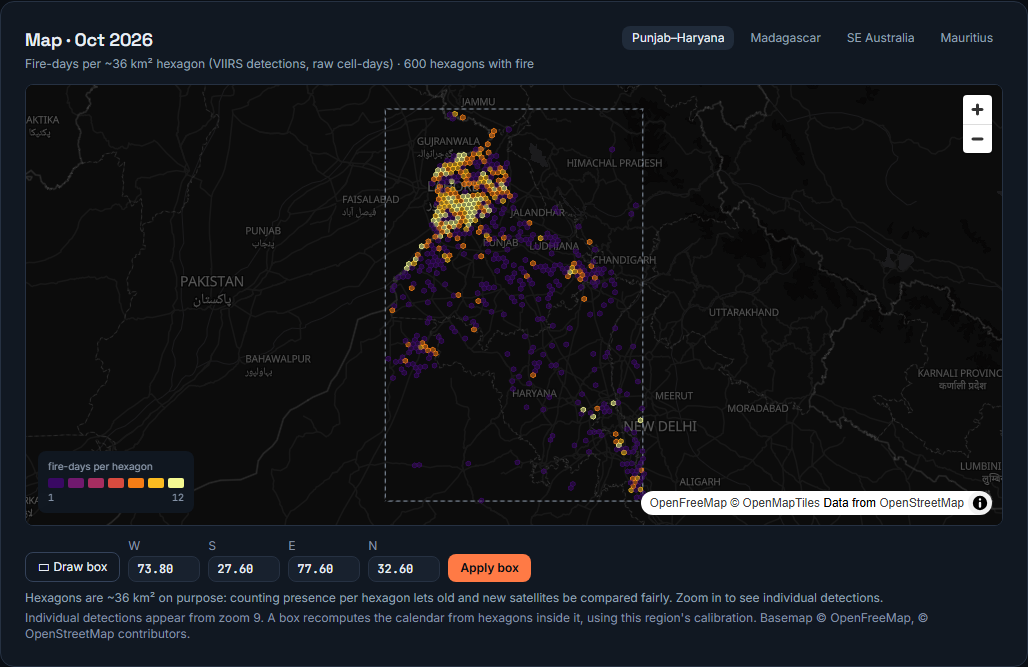 Map · Oct 2026
Punjab–Haryana
Madagascar
SE Australia
Mauritius
Fire-days per ~36 km² hexagon (VIIRS detections, raw cell-days) · 600 hexagons with fire
JAMMU
AKTIKA
GUJRANWALA
HIMACHAL PRADESH
FAISALABAD
فیصل آباد
JALANDHAR
PUNJAB
پنجاب
PUNJAB
LUDHIANA
CHANDIGARH
PAKISTAN
پاکستان
UTTARAKHAND
BAHAWALPUR
بہاولپور
KARNALI PROVINC
कर्णाली प्रदेश
HARYANA
MEERUT
MORADABAD
NEW DELHI
ALIGARH
LUMBINI
+
−
fire-days per hexagon
1
12
OpenFreeMap © OpenMapTiles Data from OpenStreetMap
Draw box
W
73.80
S
27.60
E
77.60
N
32.60
Apply box
Hexagons are ~36 km² on purpose: counting presence per hexagon lets old and new satellites be compared fairly. Zoom in to see individual detections.
Individual detections appear from zoom 9. A box recomputes the calendar from hexagons inside it, using this region's calibration. Basemap © OpenFreeMap, ©
OpenStreetMap contributors.